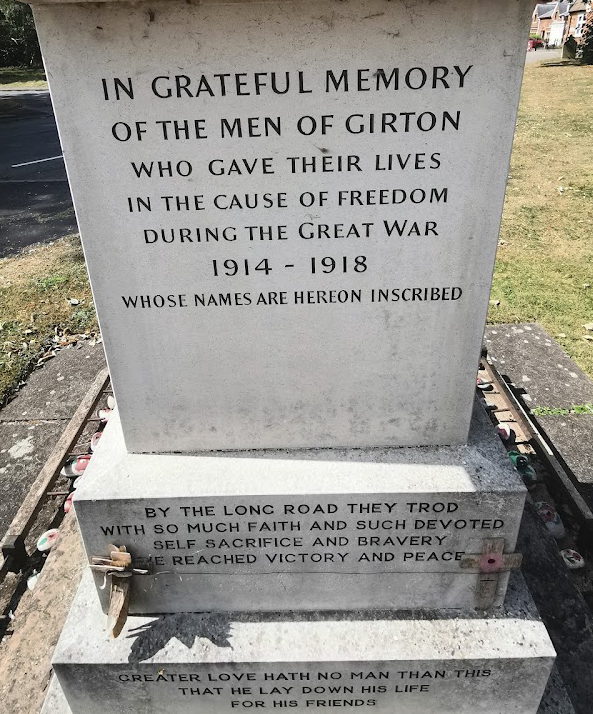 IN GRATEFUL MEMORY
OF THE MEN OF GIRTON
WHO GAVE THEIR LIVES
IN THE CAUSE OF FREEDOM
DURING THE GREAT WAR
1914 - 1918
WHOSE NAMES ARE HEREON INSCRIBED
BY THE LONG ROAD THEY TROD
WITH SO MUCH FAITH AND SUCH DEVOTED
SELF SACRIFICE AND BRAVERY
REACHED VICTORY AND PEACE
GREATER LOVE HATH NO MAN THAN THIS
THAT HE LAY DOWN HIS LIFE
FOR HIS FRIENDS